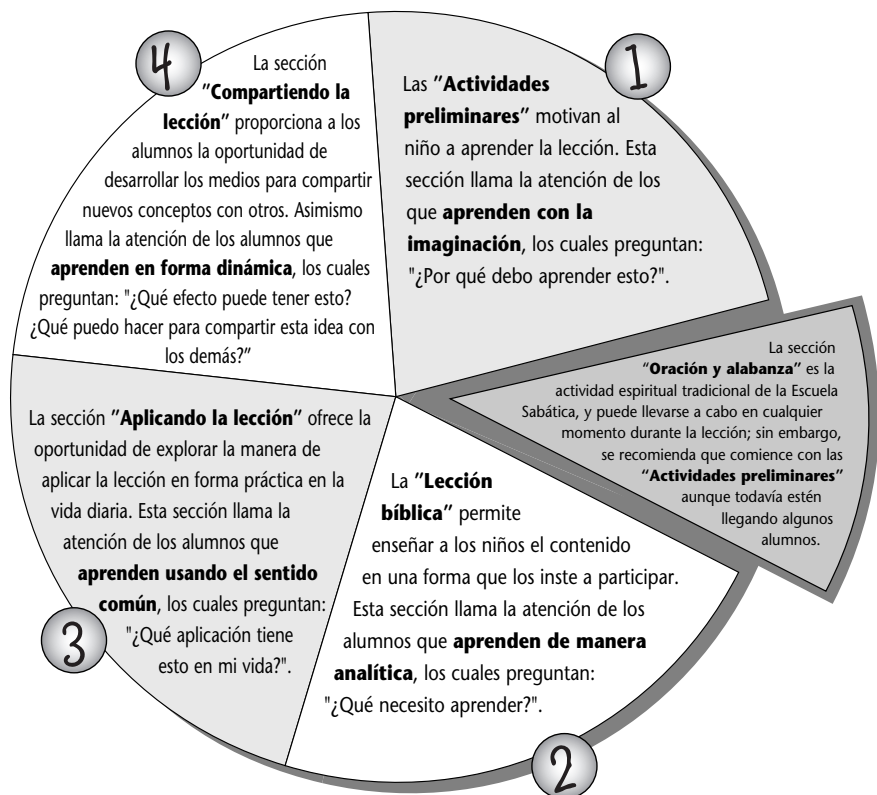 1
Las "Actividades
preliminares" motivan al
niño a aprender la lección. Esta
sección llama la atención de los
que aprenden con la
imaginación, los cuales preguntan:
"¿Por qué debo aprender esto?".
La sección
"Oración y alabanza" es la
actividad espiritual tradicional de la Escuela
Sabática, y puede llevarse a cabo en cualquier
momento durante la lección; sin embargo,
se recomienda que comience con las
"Actividades preliminares"
aunque todavía estén
llegando algunos
alumnos.
2
La "Lección
bíblica" permite
enseñar a los niños el contenido
en una forma que los inste a participar.
Esta sección llama la atención de los
alumnos que aprenden de manera
analítica, los cuales preguntan:
"¿Qué necesito aprender?".
3
La sección "Aplicando la lección" ofrece la
oportunidad de explorar la manera de
aplicar la lección en forma práctica en la
vida diaria. Esta sección llama la
atención de los alumnos que
aprenden usando el sentido
común, los cuales preguntan:
"¿Qué aplicación tiene
esto en mi vida?".
4
La sección
"Compartiendo la
lección" proporciona a los
alumnos la oportunidad de
desarrollar los medios para compartir
nuevos conceptos con otros. Asimismo
llama la atención de los alumnos que
aprenden en forma dinámica, los cuales
preguntan: "¿Qué efecto puede tener esto?
¿Qué puedo hacer para compartir esta idea con
los demás?"